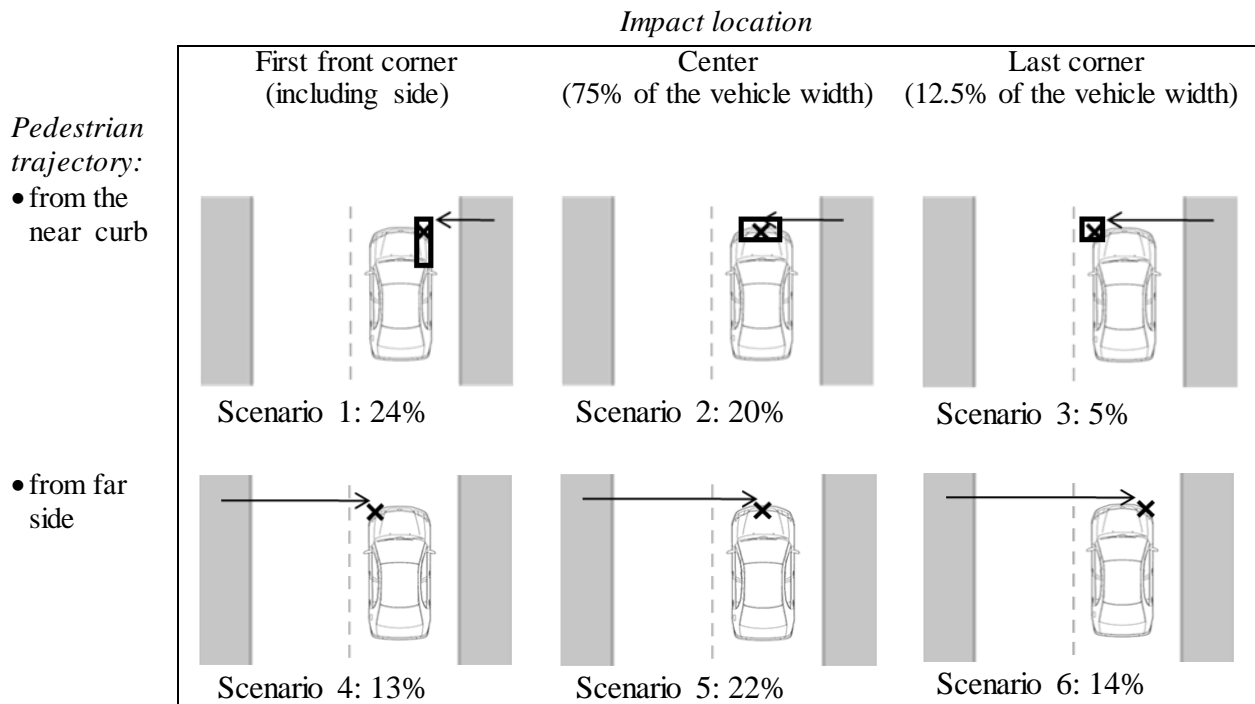 Impact location
First front corner
(including side)
Center
(75% of the vehicle width)
Last corner
(12.5% of the vehicle width)
Pedestrian
trajectory:
• from the
near curb
Scenario 1: 24%
Scenario 2: 20%
Scenario 3: 5%
• from far
side
Scenario 4: 13%
Scenario 5: 22%
Scenario 6: 14%